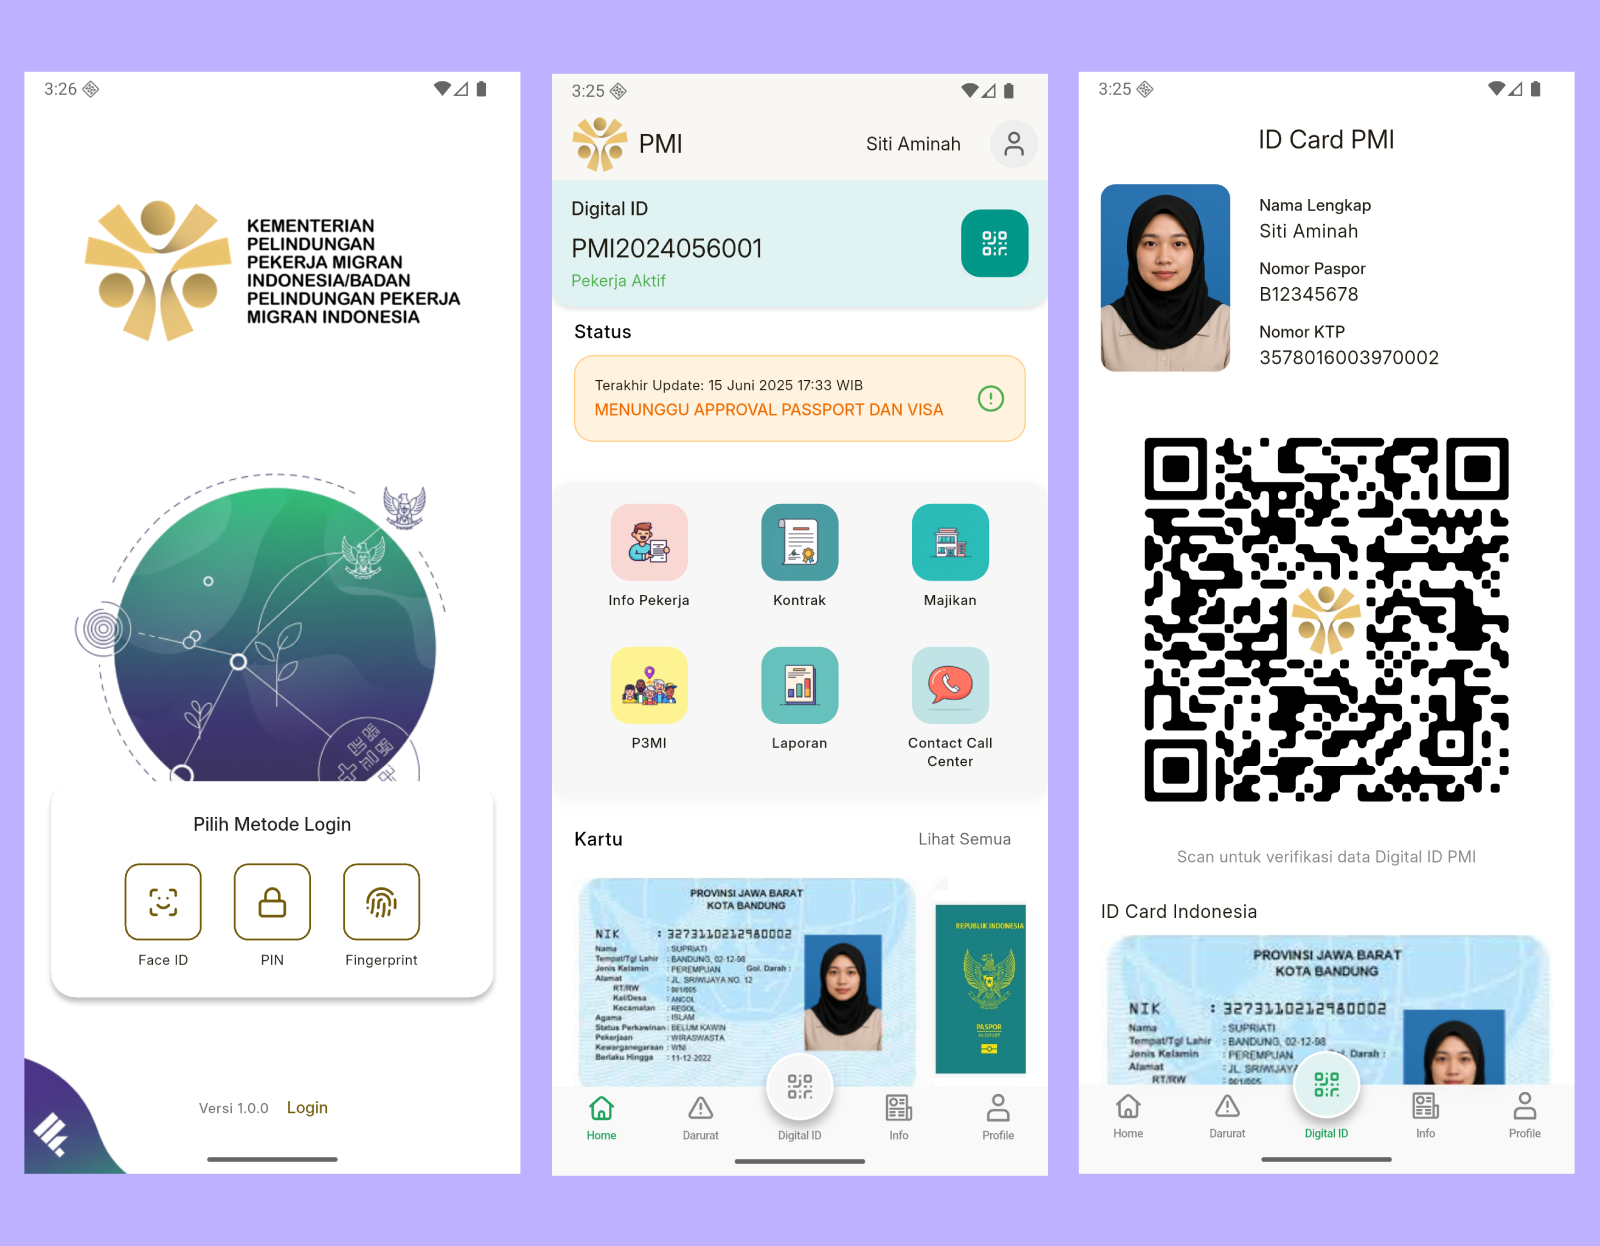 3:26
KEMENTERIAN
PELINDUNGAN
PEKERJA MIGRAN
INDONESIA/BADAN
PELINDUNGAN PEKERJA
MIGRAN INDONESIA
Pilih Metode Login
Face ID
PIN
Fingerprint
Versi 1.0.0 Login
3:25
PMI
Siti Aminah
Digital ID
PMI2024056001
Pekerja Aktif
Status
Terakhir Update: 15 Juni 2025 17:33 WIB
MENUNGGU APPROVAL PASSPORT DAN VISA
Info Pekerja
Kontrak
Majikan
P3MI
Laporan
Contact Call
Center
Kartu
Lihat Semua
PROVINSI JAWA BARAT
KOTA BANDUNG
NIK : 3273110212980002
Nama : SUPRIATI
Tempat/Tgl Lahir : BANDUNG, 02-12-98
Jenis Kelamin : PEREMPUAN Gol. Darah :
Alamat : JL. SRIWIJAYA NO. 12
RT/RW : 001/005
Kel/Desa : ANCOL
Kecamatan : REGOL
Agama : ISLAM
Status Perkawinan : BELUM KAWIN
Pekerjaan : WIRASWASTA
Kewarganegaraan : WNI
Berlaku Hingga : 11-12-2022
REPUBLIK INDONESIA
PASPOR
Home
Darurat
Digital ID
Info
Profile
3:25
ID Card PMI
Nama Lengkap
Siti Aminah
Nomor Paspor
B12345678
Nomor KTP
3578016003970002
Scan untuk verifikasi data Digital ID PMI
ID Card Indonesia
PROVINSI JAWA BARAT
KOTA BANDUNG
NIK : 3273110212980002
Nama : SUPRIATI
Tempat/Tgl Lahir : BANDUNG, 02-12-98
Jenis Kelamin : PEREMPUAN Darah :
Alamat : JL. SRIWIJAYA
RT/RW : 001/005
Home
Darurat
Digital ID
Info
Profile